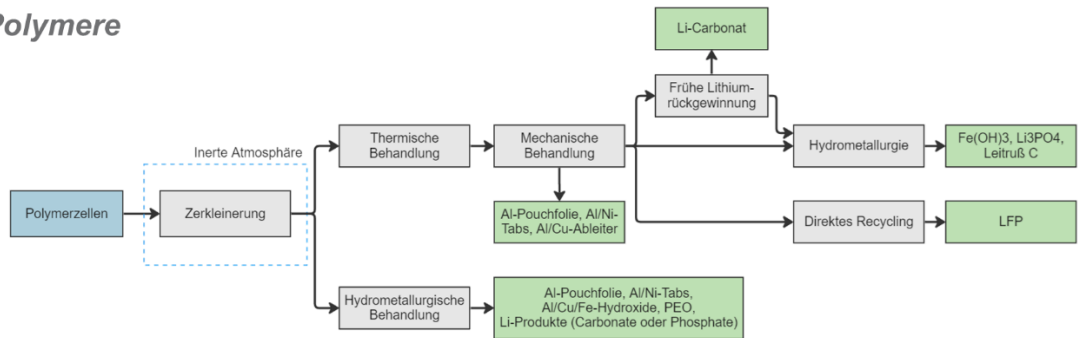 Polymere
Li-Carbonat
Frühe Lithium-
rückgewinnung
Thermische
Behandlung
Mechanische
Behandlung
Hydrometallurgie
Fe(OH)3, Li3PO4,
Leitruß C
Inerte Atmosphäre
Polymerzellen
Zerkleinerung
Al-Pouchfolie, Al/Ni-
Tabs, Al/Cu-Ableiter
Direktes Recycling
LFP
Hydrometallurgische
Behandlung
Al-Pouchfolie, Al/Ni-Tabs,
Al/Cu/Fe-Hydroxide, PEO,
Li-Produkte (Carbonate oder Phosphate)